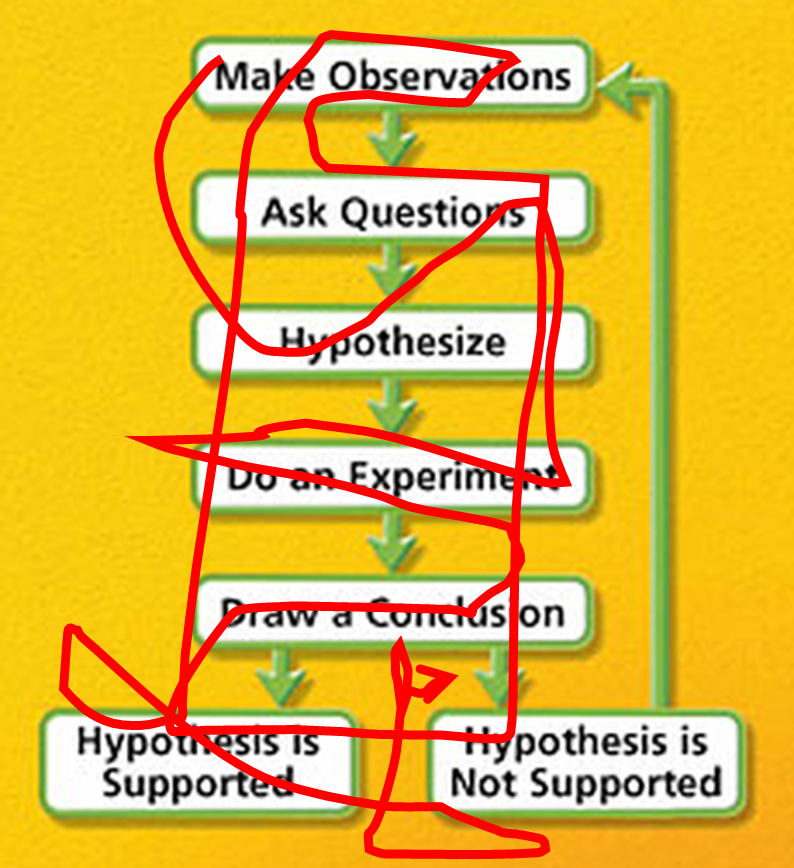 Make Observations
Ask Questions
Hypothesize
Do an Experiment
Draw a Conclusion
Hypothesis is
Supported
Hypothesis is
Not Supported